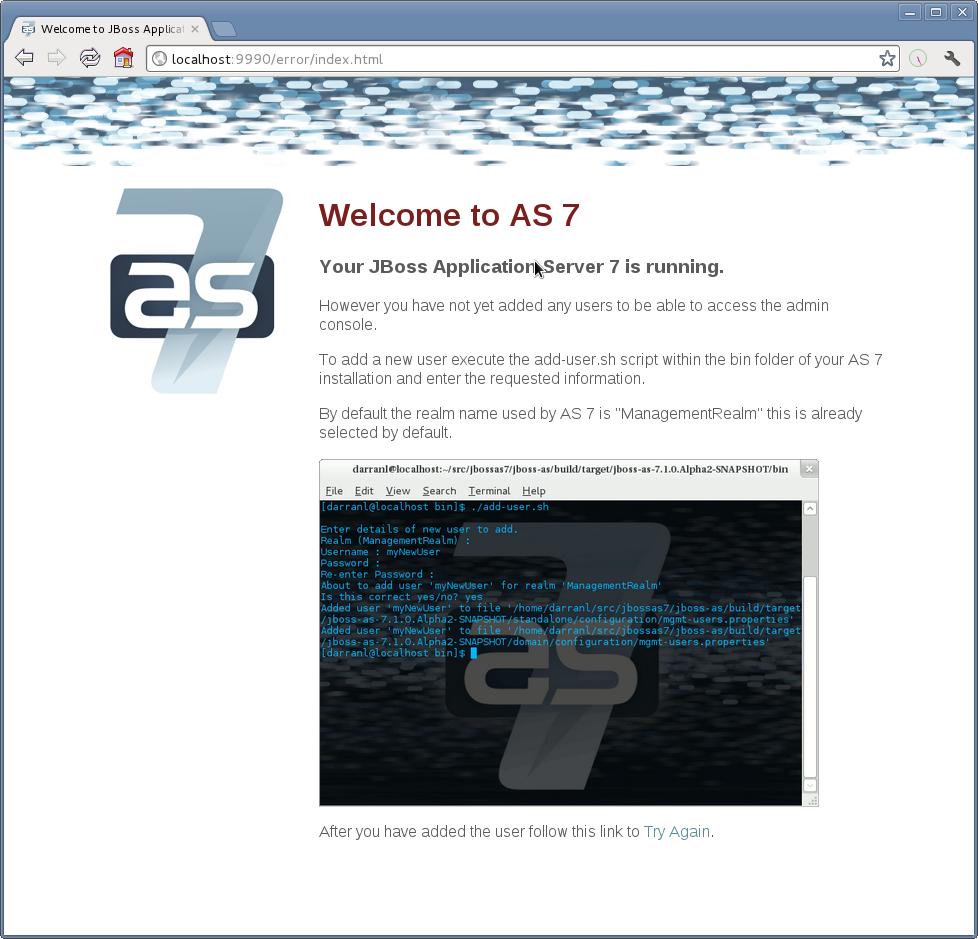 Welcome to JBoss Applicat
localhost:9990/error/index.html
as
Welcome to AS 7
Your JBoss Application Server 7 is running.
However you have not yet added any users to be able to access the admin
console.
To add a new user execute the add-user.sh script within the bin folder of your AS 7
installation and enter the requested information.
By default the realm name used by AS 7 is "ManagementRealm" this is already
selected by default.
darranl@localhost:~/src/jbossas7/jboss-as/build/target/jboss-as-7.1.0.Alpha2-SNAPSHOT/bin
File Edit View Search Terminal Help
[darranl@localhost bin]$ ./add-user.sh
Enter details of new user to add.
Realm (ManagementRealm) :
Username : myNewUser
Password :
Re-enter Password :
About to add user 'myNewUser' for realm 'ManagementRealm'
Is this correct yes/no? yes
Added user 'myNewUser' to file '/home/darranl/src/jbossas7/jboss-as/build/target
/jboss-as-7.1.0.Alpha2-SNAPSHOT/standalone/configuration/mgmt-users.properties'
Added user 'myNewUser' to file '/home/darranl/src/jbossas7/jboss-as/build/target
/jboss-as-7.1.0.Alpha2-SNAPSHOT/domain/configuration/mgmt-users.properties'
[darranl@localhost bin]$
as
After you have added the user follow this link to Try Again.